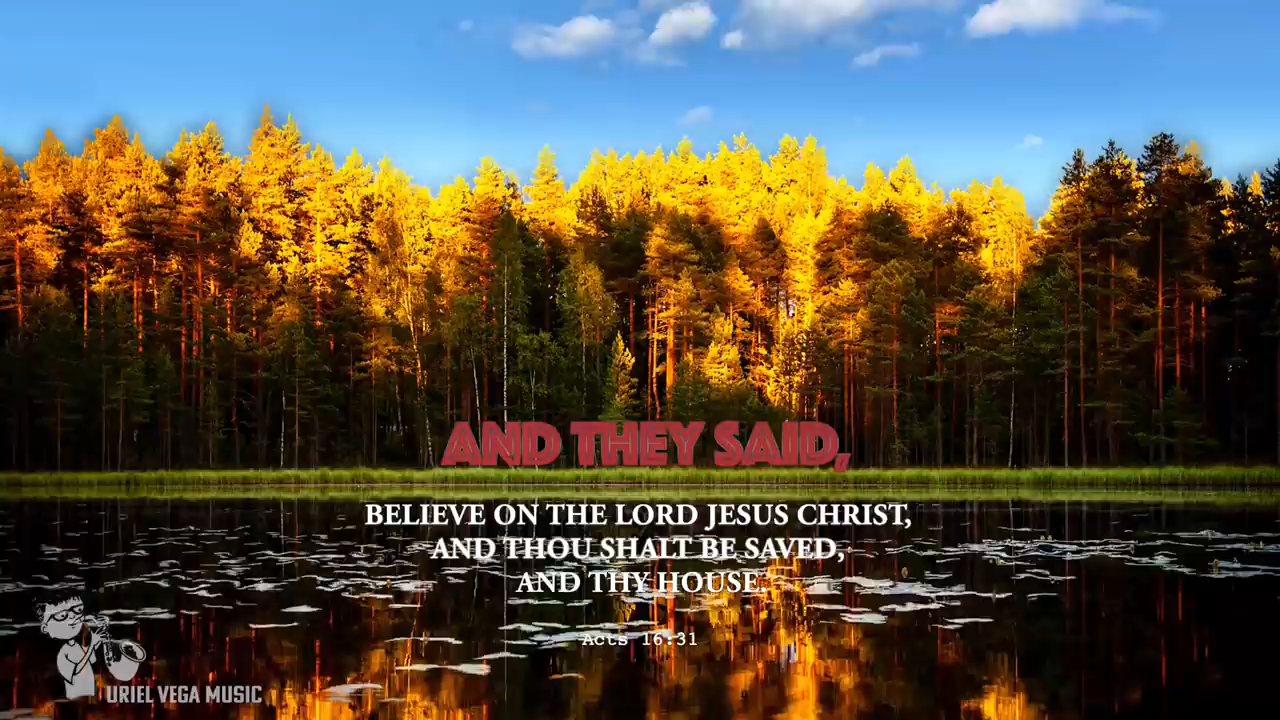 AND THEY SAID,
BELIEVE ON THE LORD JESUS CHRIST,
AND THOU SHALT BE SAVED,
AND THY HOUSE.
Acts 16:31
URIEL VEGA MUSIC